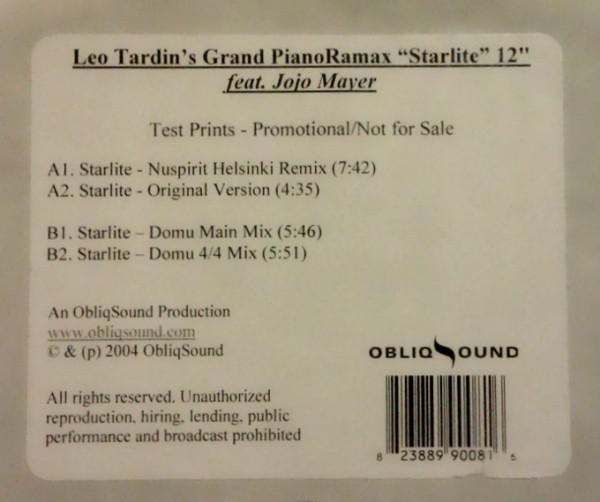 Leo Tardin's Grand PianoRamax “Starlite” 12"
feat. Jojo Mayer
Test Prints - Promotional/Not for Sale
A1. Starlite - Nuspirit Helsinki Remix (7:42)
A2. Starlite - Original Version (4:35)
B1. Starlite – Domu Main Mix (5:46)
B2. Starlite – Domu 4/4 Mix (5:51)
An ObliqSound Production
www.obliqsound.com
© & (p) 2004 ObliqSound
OBLIQSOUND
All rights reserved. Unauthorized
reproduction, hiring, lending, public
performance and broadcast prohibited
8 23889 90081 6